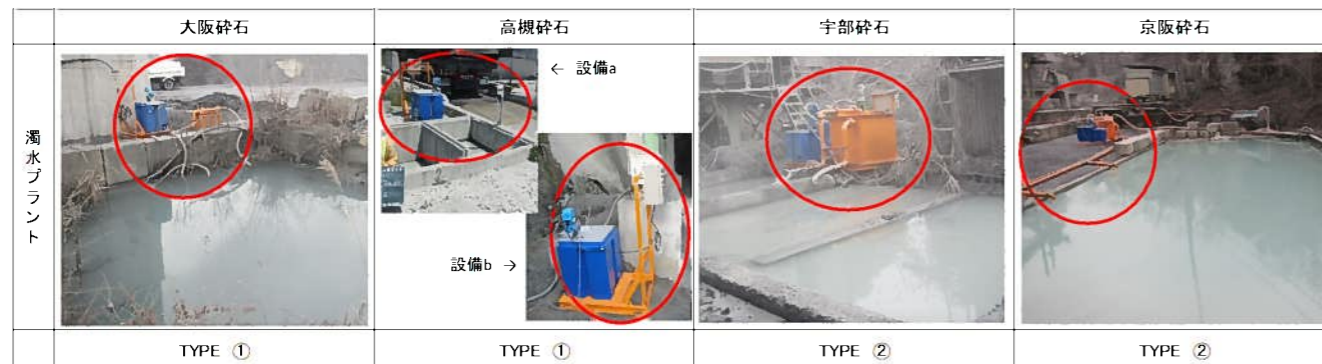 大阪砕石
高槻砕石
宇部砕石
京阪砕石
濁水プラント
← 設備a
設備b →
TYPE ①
TYPE ①
TYPE ②
TYPE ②